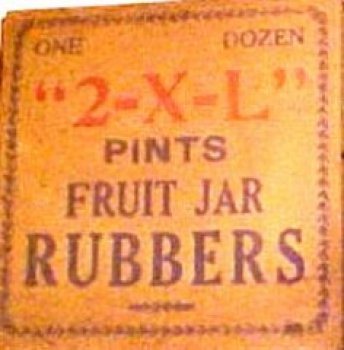 ONE DOZEN
"2-X-L"
PINTS
FRUIT JAR
RUBBERS